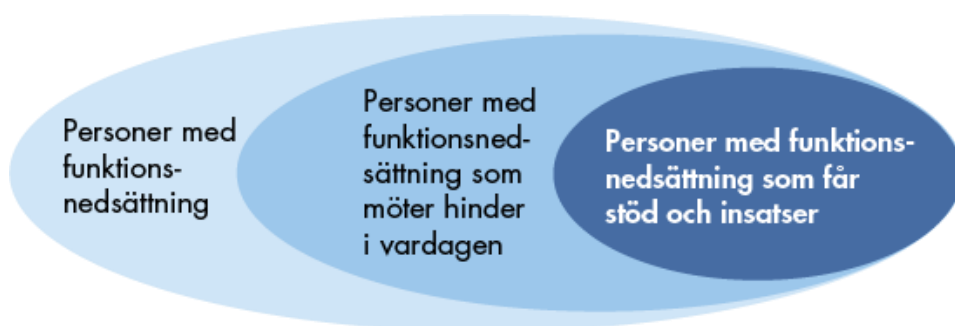 Personer med
funktions-
nedsättning
Personer med
funktionsned-
sättning som
möter hinder
i vardagen
Personer med funktions-
nedsättning som får
stöd och insatser